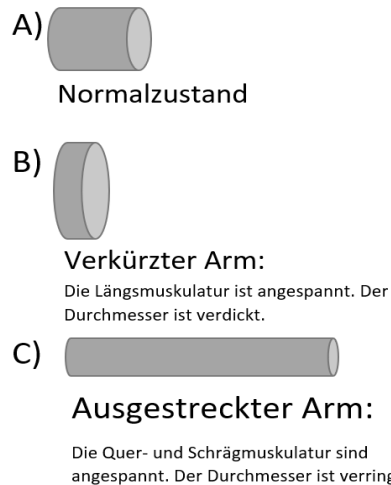 A)
Normalzustand
B)
Verkürzter Arm:
Die Längsmuskulatur ist angespannt. Der
Durchmesser ist verdickt.
C)
Ausgestreckter Arm:
Die Quer- und Schrägmuskulatur sind
angespannt. Der Durchmesser ist verring